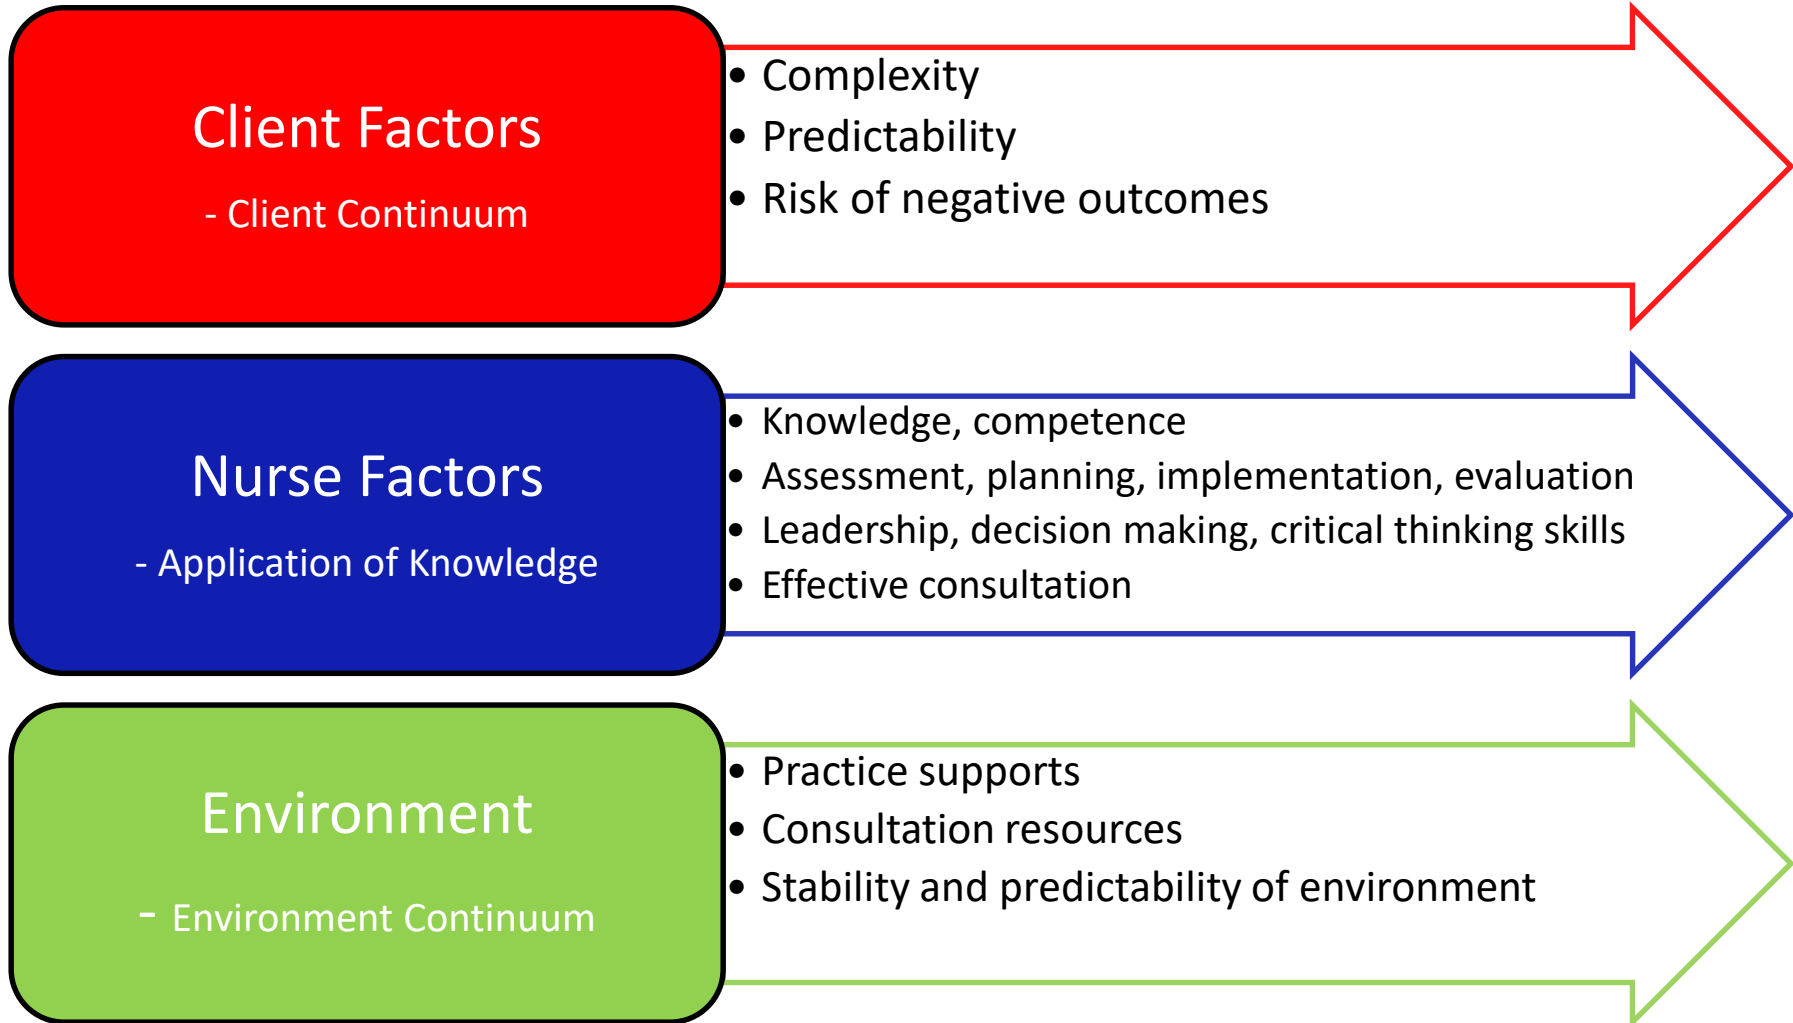 Client Factors
- Client Continuum
• Complexity
• Predictability
• Risk of negative outcomes
Nurse Factors
- Application of Knowledge
• Knowledge, competence
• Assessment, planning, implementation, evaluation
• Leadership, decision making, critical thinking skills
• Effective consultation
Environment
- Environment Continuum
• Practice supports
• Consultation resources
• Stability and predictability of environment